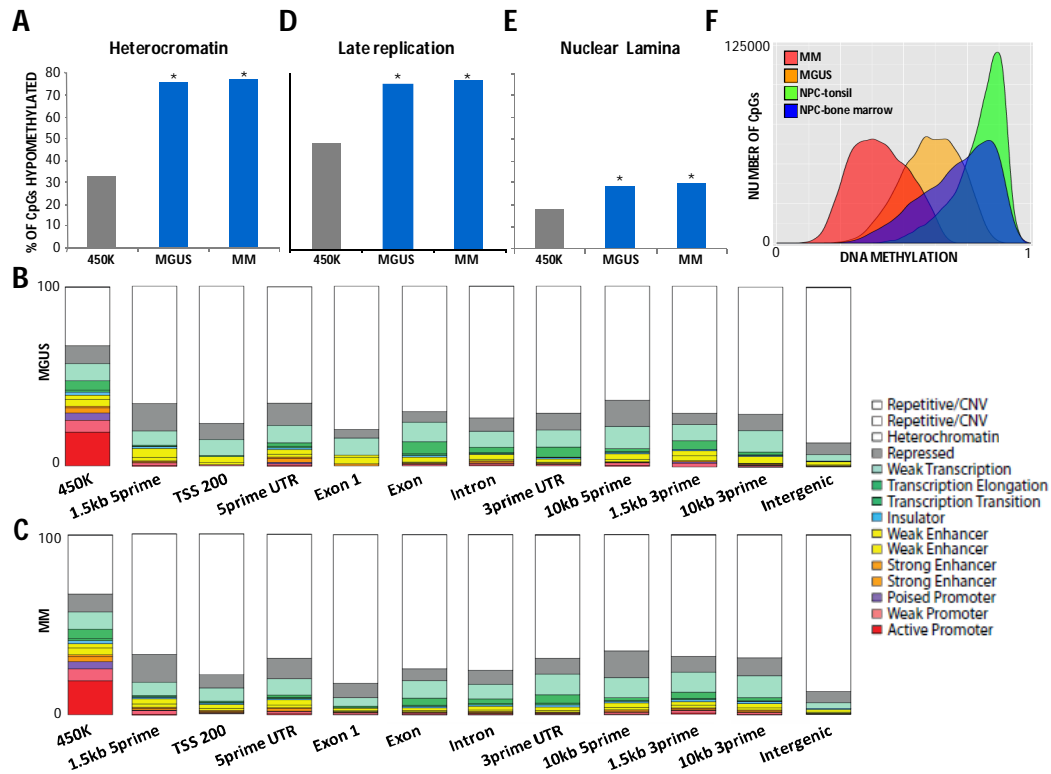 A
Heterocromatin
% OF CpGs HYPOMETHYLATED
80
70
60
50
40
30
20
10
0
*
*
450K
MGUS
MM
D
Late replication
*
*
450K
MGUS
MM
E
Nuclear Lamina
*
*
450K
MGUS
MM
F
125000
NUMBER OF CpGs
0
MM
MGUS
NPC-tonsil
NPC-bone marrow
0
DNA METHYLATION
1
B
100
MGUS
0
450K
1.5kb 5prime
TSS 200
5prime UTR
Exon 1
Exon
Intron
3prime UTR
10kb 5prime
1.5kb 3prime
10kb 3prime
Intergenic
C
100
MM
0
450K
1.5kb 5prime
TSS 200
5prime UTR
Exon 1
Exon
Intron
3prime UTR
10kb 5prime
1.5kb 3prime
10kb 3prime
Intergenic
Repetitive/CNV
Repetitive/CNV
Heterochromatin
Repressed
Weak Transcription
Transcription Elongation
Transcription Transition
Insulator
Weak Enhancer
Weak Enhancer
Strong Enhancer
Strong Enhancer
Poised Promoter
Weak Promoter
Active Promoter